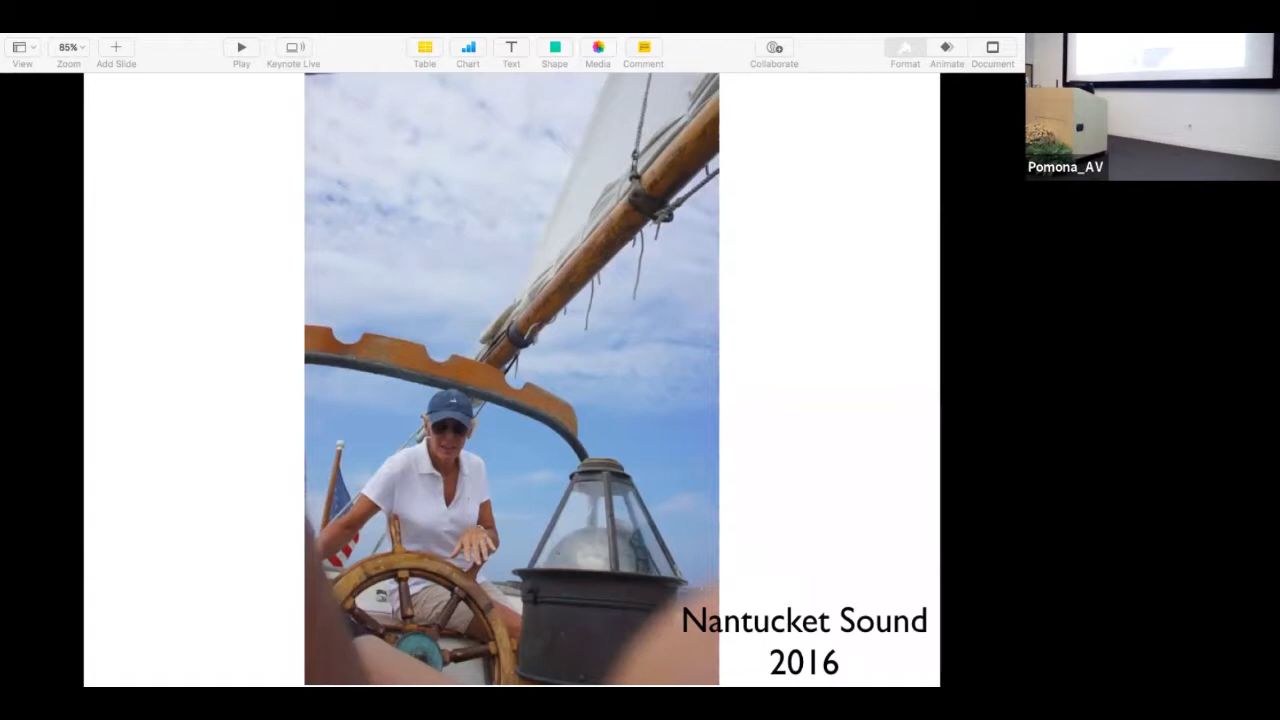 85%
View
Zoom
Add Slide
Play
Keynote Live
Table
Chart
Text
Shape
Media
Comment
Collaborate
Format
Animate
Document
Pomona_AV
Nantucket Sound
2016